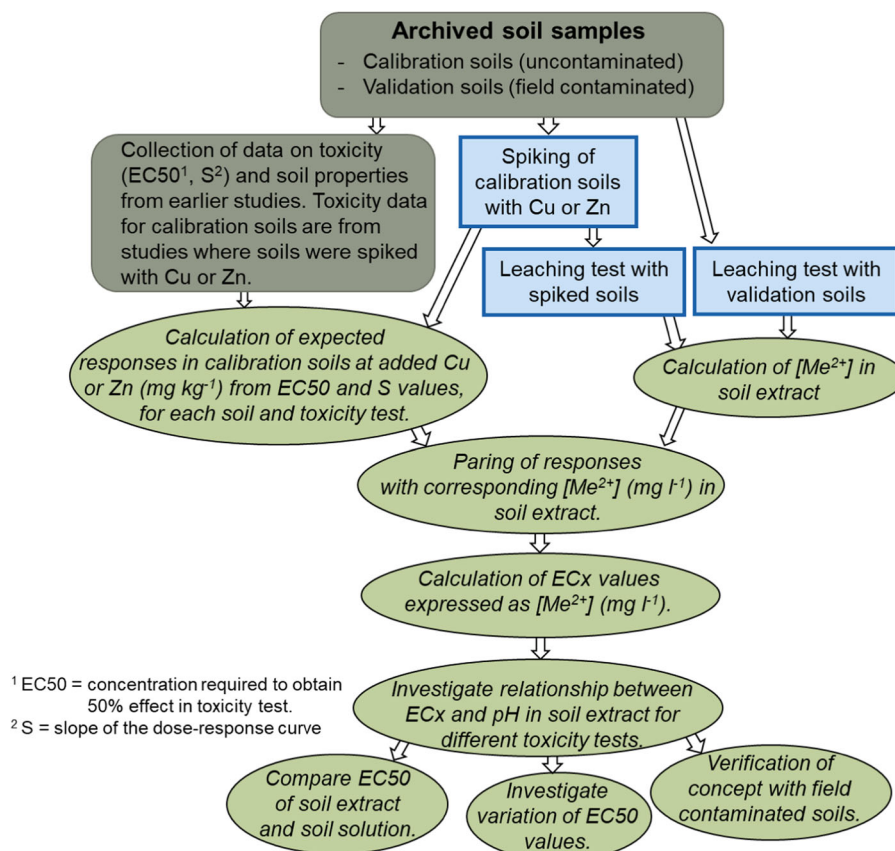 Archived soil samples
- Calibration soils (uncontaminated)
- Validation soils (field contaminated)
Collection of data on toxicity
(EC50¹, S²) and soil properties
from earlier studies. Toxicity data
for calibration soils are from
studies where soils were spiked
with Cu or Zn.
Spiking of
calibration soils
with Cu or Zn
Leaching test with
spiked soils
Leaching test with
validation soils
Calculation of expected
responses in calibration soils at added Cu
or Zn (mg kg⁻¹) from EC50 and S values,
for each soil and toxicity test.
Calculation of [Me²⁺] in
soil extract
Paring of responses
with corresponding [Me²⁺] (mg l⁻¹) in
soil extract.
Calculation of ECx values
expressed as [Me²⁺] (mg l⁻¹).
¹ EC50 = concentration required to obtain
50% effect in toxicity test.
² S = slope of the dose-response curve
Investigate relationship between
ECx and pH in soil extract for
different toxicity tests.
Compare EC50
of soil extract
and soil solution.
Investigate
variation of EC50
values.
Verification of
concept with field
contaminated soils.